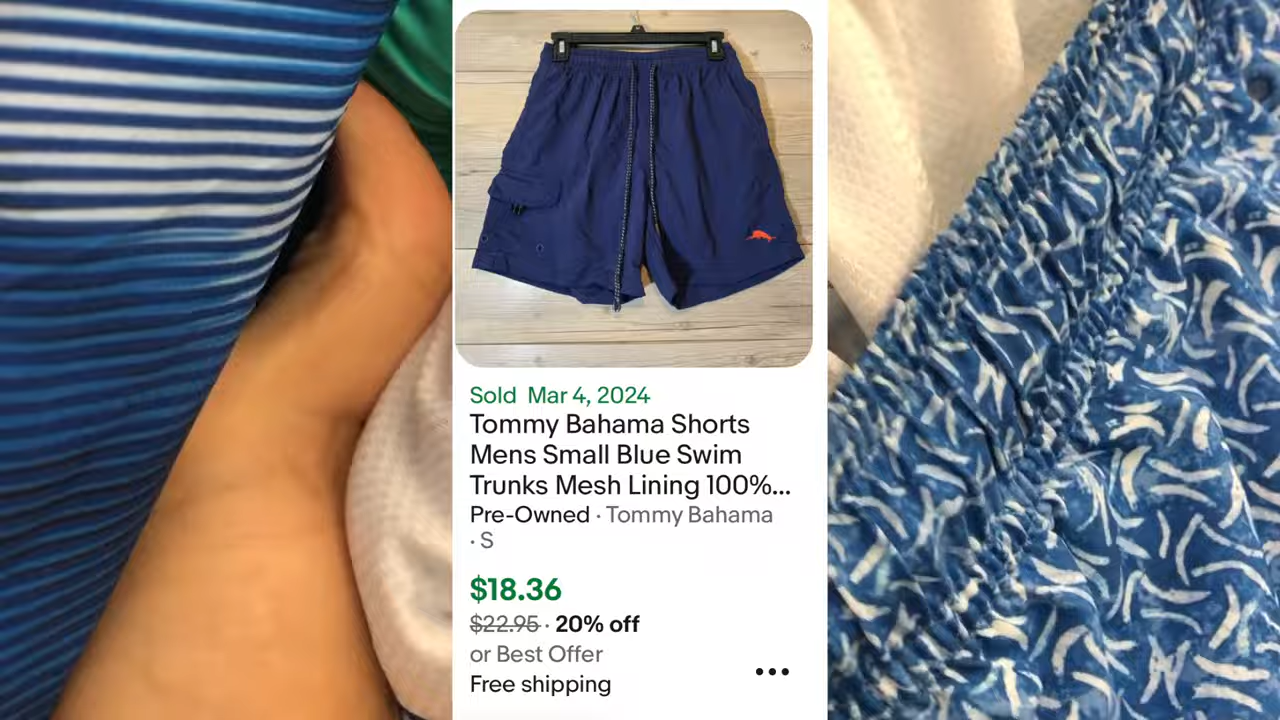 Sold Mar 4, 2024
Tommy Bahama Shorts
Mens Small Blue Swim
Trunks Mesh Lining 100%...
Pre-Owned · Tommy Bahama
· S
$18.36
$22.95 · 20% off
or Best Offer
Free shipping